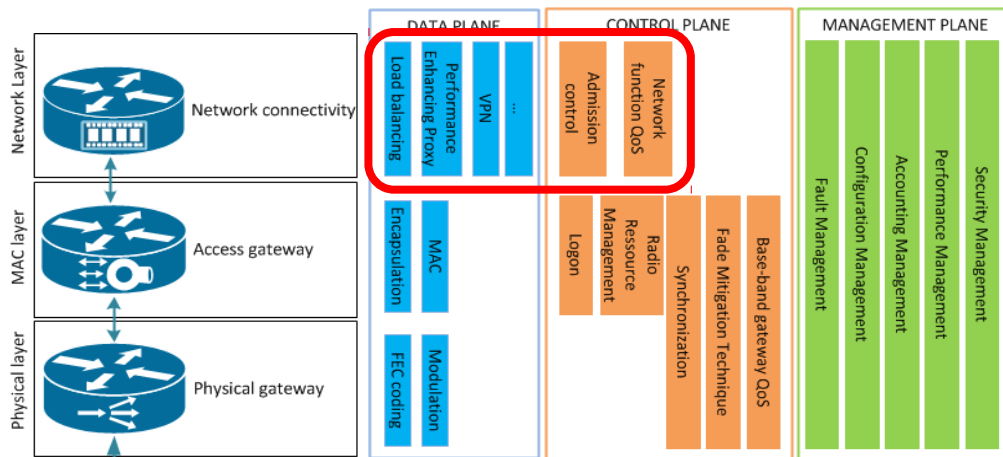 DATA PLANE
CONTROL PLANE
MANAGEMENT PLANE
Network Layer
Network connectivity
Load balancing
Performance
Enhancing Proxy
VPN
...
Admission
control
Network
function QoS
MAC layer
Access gateway
Encapsulation
MAC
Logon
Radio
Ressource
Management
Synchronization
Fade Mitigation Technique
Base-band gateway QoS
Physical layer
Physical gateway
FEC coding
Modulation
Fault Management
Configuration Management
Accounting Management
Performance Management
Security Management